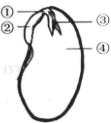 ①
②
③
④